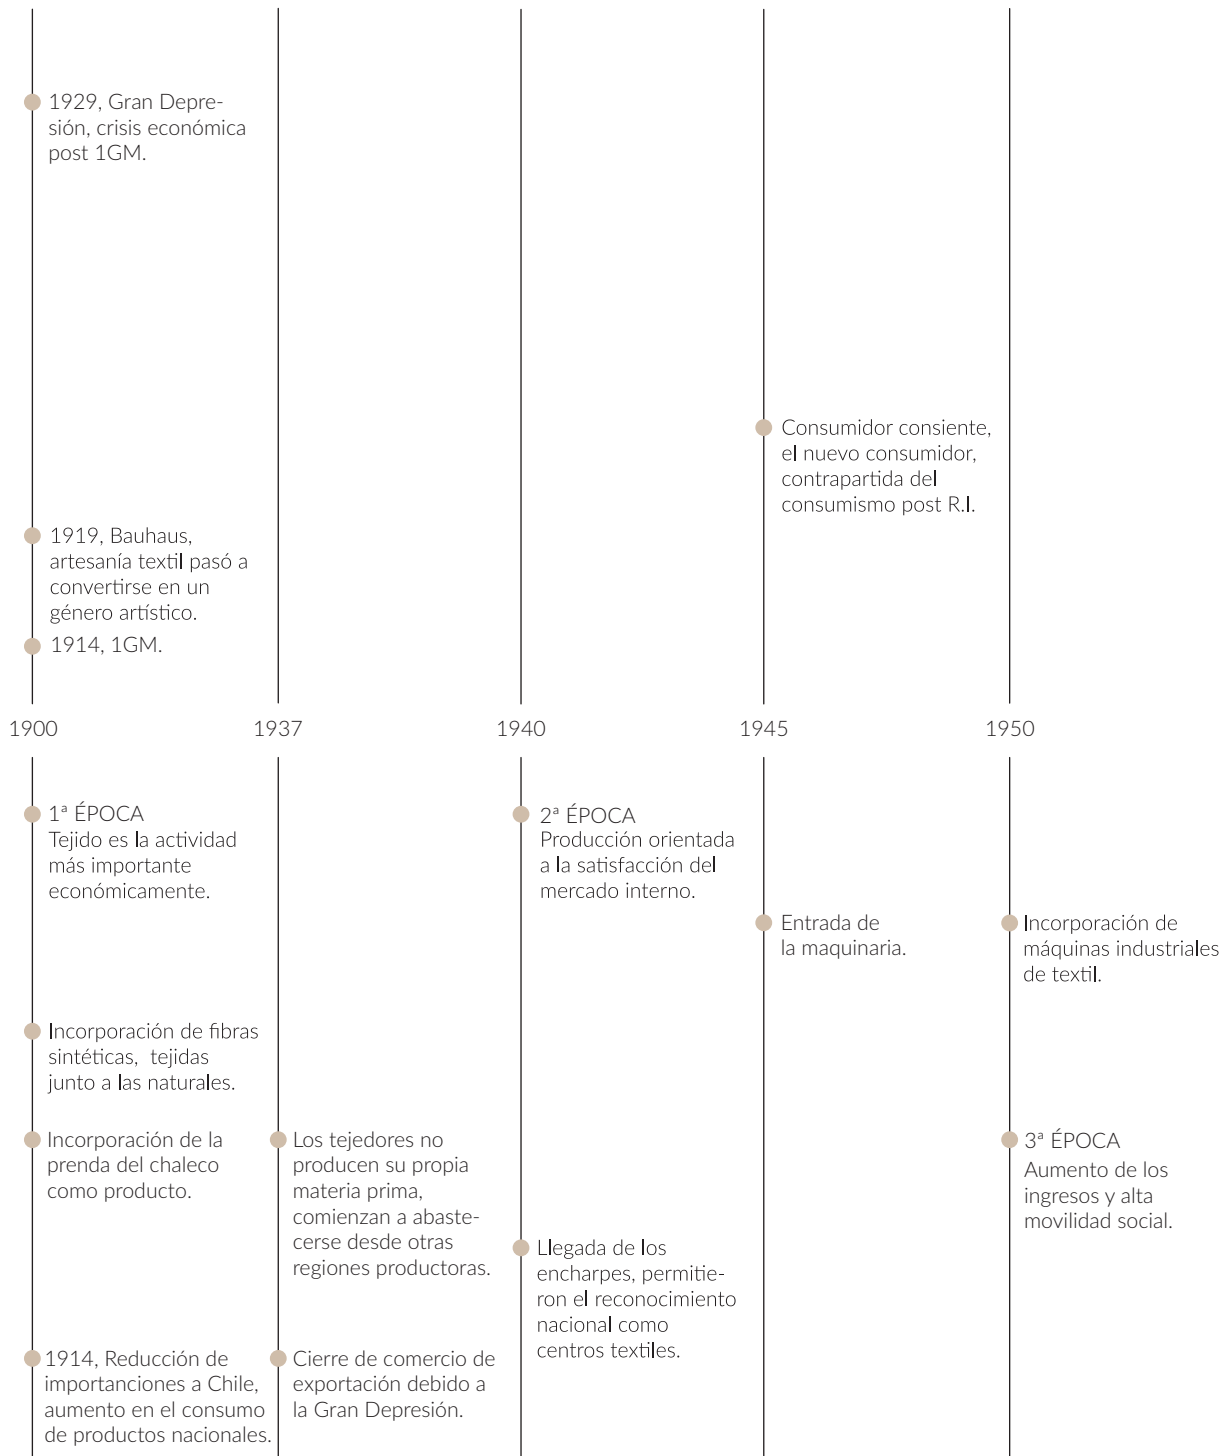 1929, Gran Depre-
sión, crisis económica
post 1GM.
Consumidor consiente,
el nuevo consumidor,
contrapartida del
consumismo post R.I.
1919, Bauhaus,
artesanía textil pasó a
convertirse en un
género artístico.
1914, 1GM.
1900 1937 1940 1945 1950
1ª ÉPOCA
Tejido es la actividad
más importante
económicamente.
2ª ÉPOCA
Producción orientada
a la satisfacción del
mercado interno.
Entrada de
la maquinaria.
Incorporación de
máquinas industriales
de textil.
Incorporación de fibras
sintéticas, tejidas
junto a las naturales.
Incorporación de la
prenda del chaleco
como producto.
Los tejedores no
producen su propia
materia prima,
comienzan a abaste-
cerse desde otras
regiones productoras.
3ª ÉPOCA
Aumento de los
ingresos y alta
movilidad social.
Llegada de los
encharpes, permitie-
ron el reconocimiento
nacional como
centros textiles.
1914, Reducción de
importanciones a Chile,
aumento en el consumo
de productos nacionales.
Cierre de comercio de
exportación debido a
la Gran Depresión.